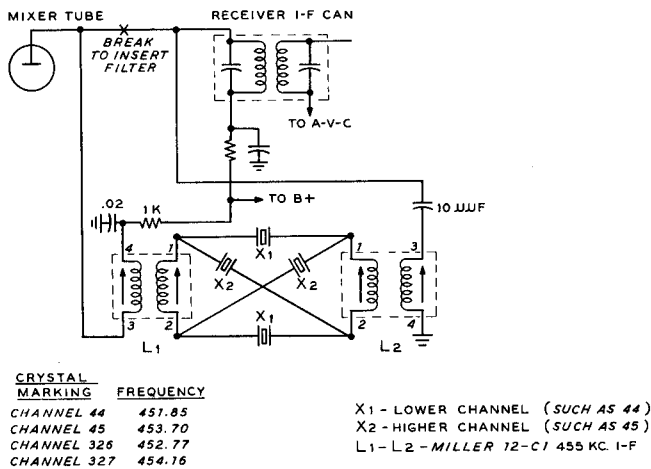 MIXER TUBE
RECEIVER I-F CAN
BREAK
TO INSERT
FILTER
TO A-V-C
TO B+
.02
1K
10 µµF
4
1
X1
1
3
X2
X2
3
2
X1
2
4
L1
L2
CRYSTAL
MARKING FREQUENCY
CHANNEL 44 451.85
CHANNEL 45 453.70
CHANNEL 326 452.77
CHANNEL 327 454.16
X1 - LOWER CHANNEL (SUCH AS 44)
X2 - HIGHER CHANNEL (SUCH AS 45)
L1-L2 - MILLER 12-C1 455 KC. I-F